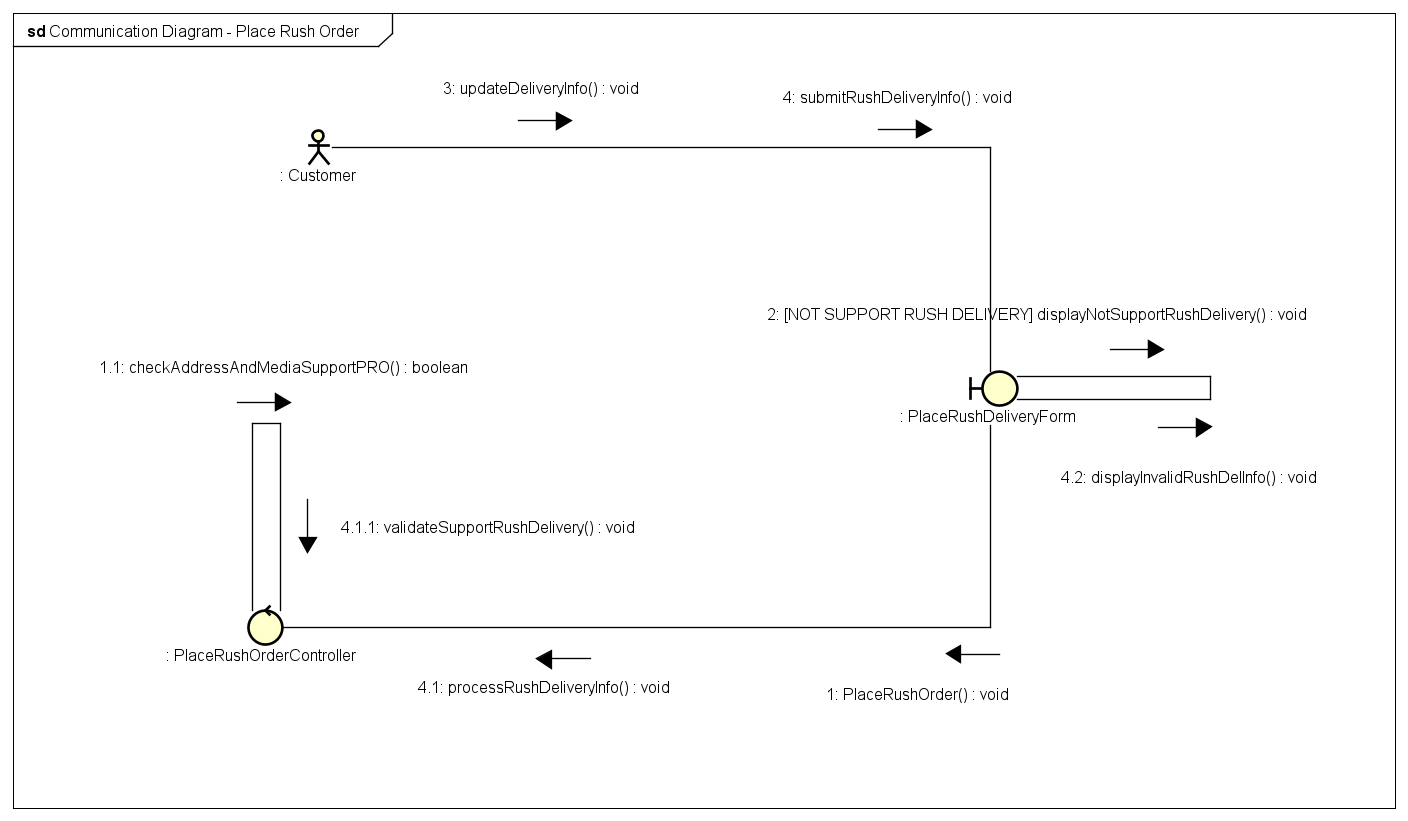 sd Communication Diagram - Place Rush Order
3: updateDeliveryInfo() : void
4: submitRushDeliveryInfo() : void
: Customer
2: [NOT SUPPORT RUSH DELIVERY] displayNotSupportRushDelivery() : void
1.1: checkAddressAndMediaSupportPRO() : boolean
: PlaceRushDeliveryForm
4.2: displayInvalidRushDelInfo() : void
4.1.1: validateSupportRushDelivery() : void
: PlaceRushOrderController
4.1: processRushDeliveryInfo() : void
1: PlaceRushOrder() : void